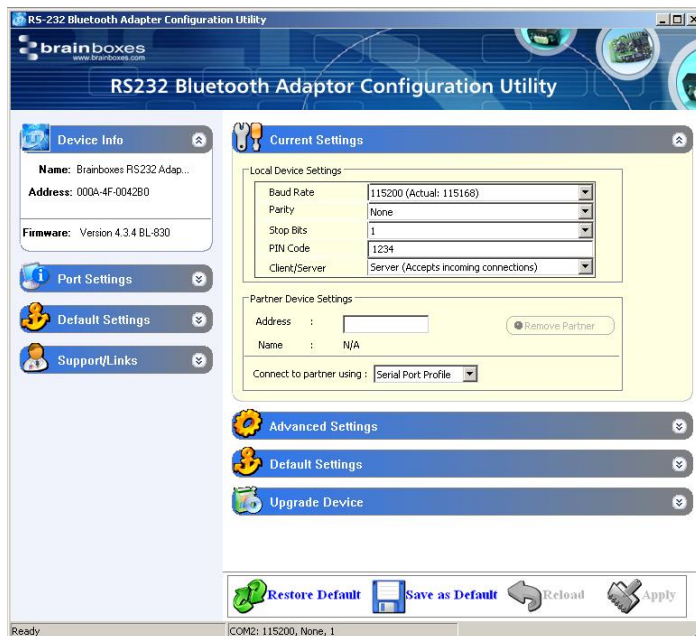 RS-232 Bluetooth Adapter Configuration Utility
brainboxes
www.brainboxes.com
RS232 Bluetooth Adaptor Configuration Utility
Device Info
Name: Brainboxes RS232 Adap...
Address: 000A-4F-0042B0
Firmware: Version 4.3.4 BL-830
Port Settings
Default Settings
Support/Links
Current Settings
Local Device Settings
Baud Rate 115200 (Actual: 115168)
Parity None
Stop Bits 1
PIN Code 1234
Client/Server Server (Accepts incoming connections)
Partner Device Settings
Address :
Remove Partner
Name : N/A
Connect to partner using : Serial Port Profile
Advanced Settings
Default Settings
Upgrade Device
Restore Default Save as Default Reload Apply
Ready COM2: 115200, None, 1